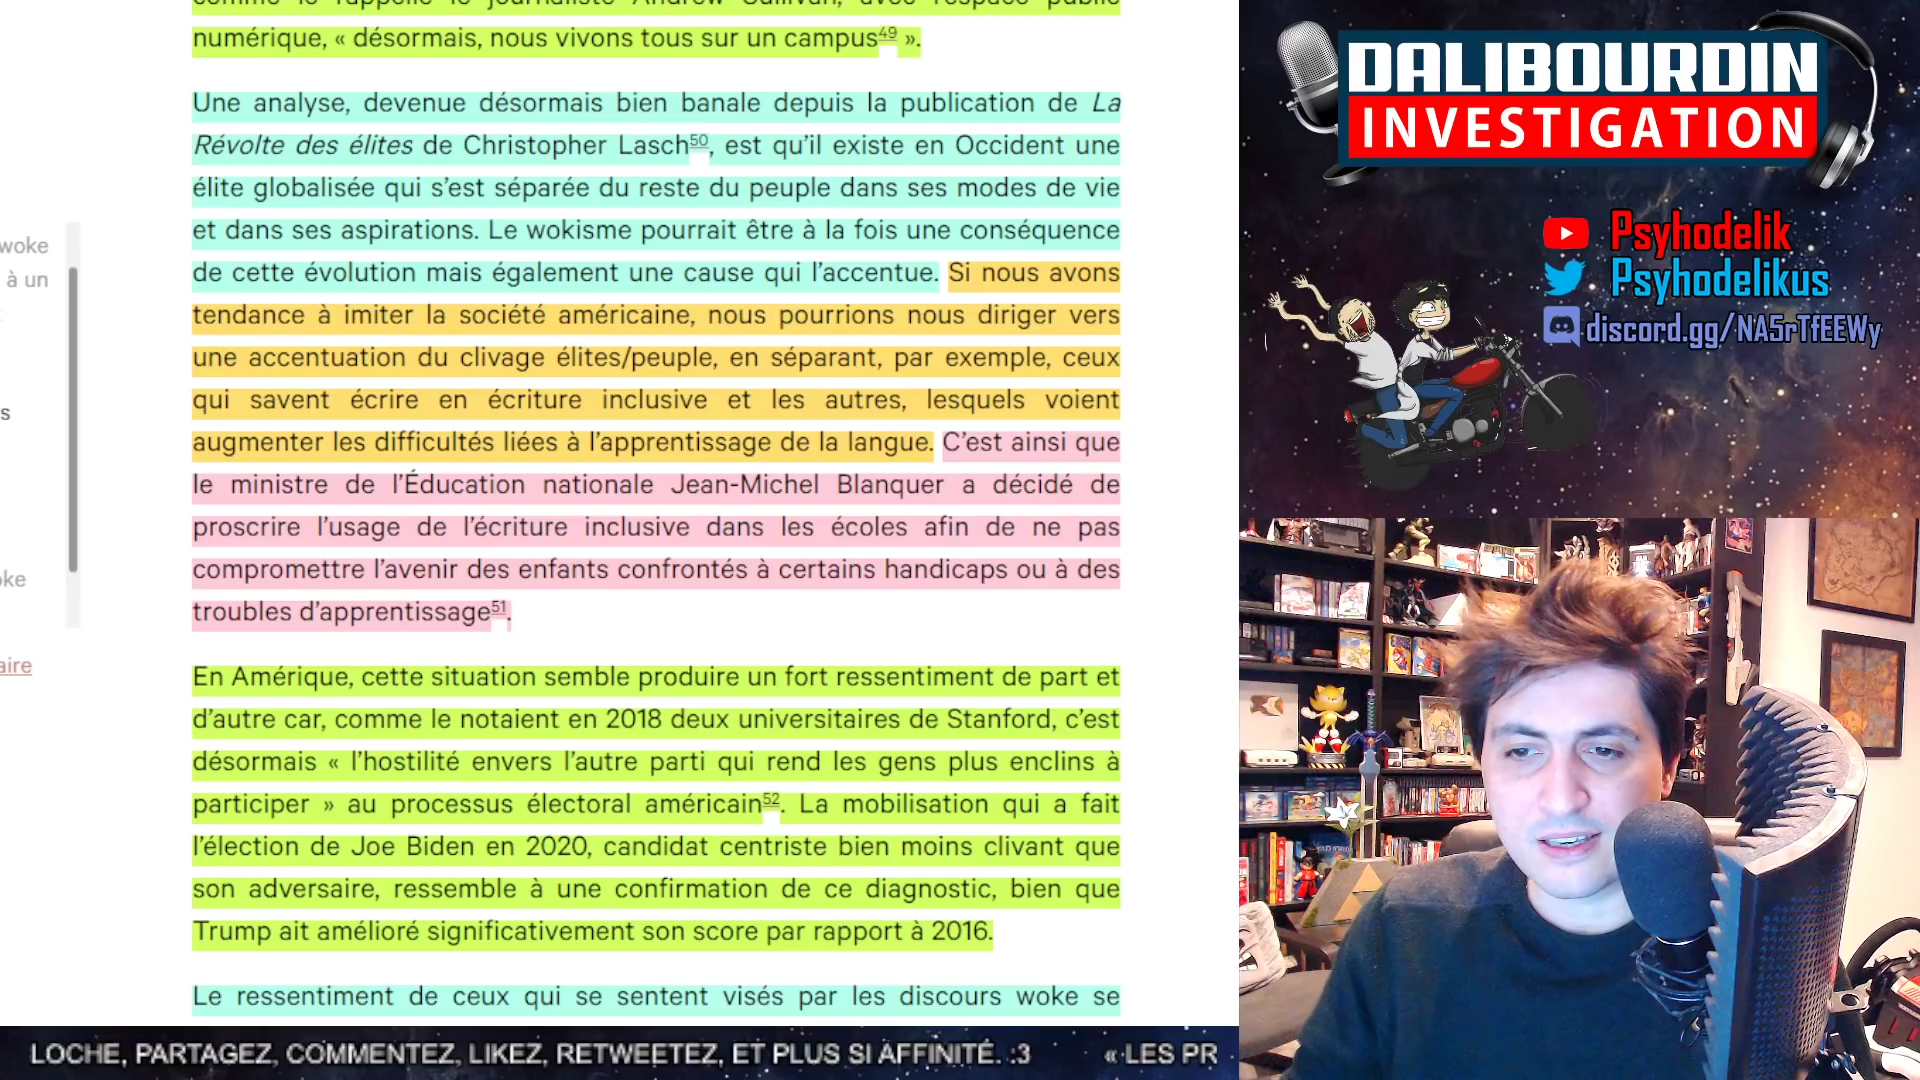 comme le rappelle le journaliste Andrew Sullivan, avec l'espace public
numérique, « désormais, nous vivons tous sur un campus49 ».
Une analyse, devenue désormais bien banale depuis la publication de La
Révolte des élites de Christopher Lasch50, est qu'il existe en Occident une
élite globalisée qui s'est séparée du reste du peuple dans ses modes de vie
et dans ses aspirations. Le wokisme pourrait être à la fois une conséquence
de cette évolution mais également une cause qui l'accentue. Si nous avons
tendance à imiter la société américaine, nous pourrions nous diriger vers
une accentuation du clivage élites/peuple, en séparant, par exemple, ceux
qui savent écrire en écriture inclusive et les autres, lesquels voient
augmenter les difficultés liées à l'apprentissage de la langue. C'est ainsi que
le ministre de l'Éducation nationale Jean-Michel Blanquer a décidé de
proscrire l'usage de l'écriture inclusive dans les écoles afin de ne pas
compromettre l'avenir des enfants confrontés à certains handicaps ou à des
troubles d'apprentissage51.
En Amérique, cette situation semble produire un fort ressentiment de part et
d'autre car, comme le notaient en 2018 deux universitaires de Stanford, c'est
désormais « l'hostilité envers l'autre parti qui rend les gens plus enclins à
participer » au processus électoral américain52. La mobilisation qui a fait
l'élection de Joe Biden en 2020, candidat centriste bien moins clivant que
son adversaire, ressemble à une confirmation de ce diagnostic, bien que
Trump ait amélioré significativement son score par rapport à 2016.
Le ressentiment de ceux qui se sentent visés par les discours woke se
woke
à un
s
oke
aire
DALIBOURDIN
INVESTIGATION
Psyhodelik
Psyhodelikus
discord.gg/NA5rTfEEWy
LOCHE, PARTAGEZ, COMMENTEZ, LIKEZ, RETWEETEZ, ET PLUS SI AFFINITÉ. :3 « LES PR